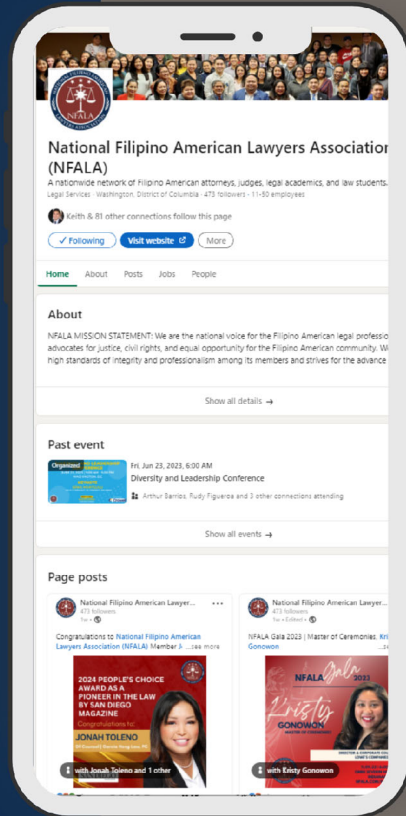 NFALA
National Filipino American Lawyers Association
(NFALA)
A nationwide network of Filipino American attorneys, judges, legal academics, and law students.
Legal Services · Washington, District of Columbia · 473 followers · 11-50 employees
Keith & 81 other connections follow this page
✓ Following
Visit website
More
Home
About
Posts
Jobs
People
About
NFALA MISSION STATEMENT: We are the national voice for the Filipino American legal professio
advocates for justice, civil rights, and equal opportunity for the Filipino American community. We
high standards of integrity and professionalism among its members and strives for the advance
Show all details →
Past event
Organized
Fri, Jun 23, 2023, 6:00 AM
Diversity and Leadership Conference
Arthur Barrios, Rudy Figueroa and 3 other connections attending
Show all events →
Page posts
National Filipino American Lawyer...
473 followers
1w
Congratulations to National Filipino American
Lawyers Association (NFALA) Member J- ...see more
2024 PEOPLE'S CHOICE
AWARD AS A
PIONEER IN THE LAW
BY SAN DIEGO
MAGAZINE
Congratulations to:
JONAH TOLENO
with Jonah Toleno and 1 other
National Filipino American Lawyer...
473 followers
1w • Edited
NFALA Gala 2023 | Master of Ceremonies, Kri
Gonowon
NFALA Gala 2023
Kristy
GONOWON
MASTER OF CEREMONIES
with Kristy Gonowon